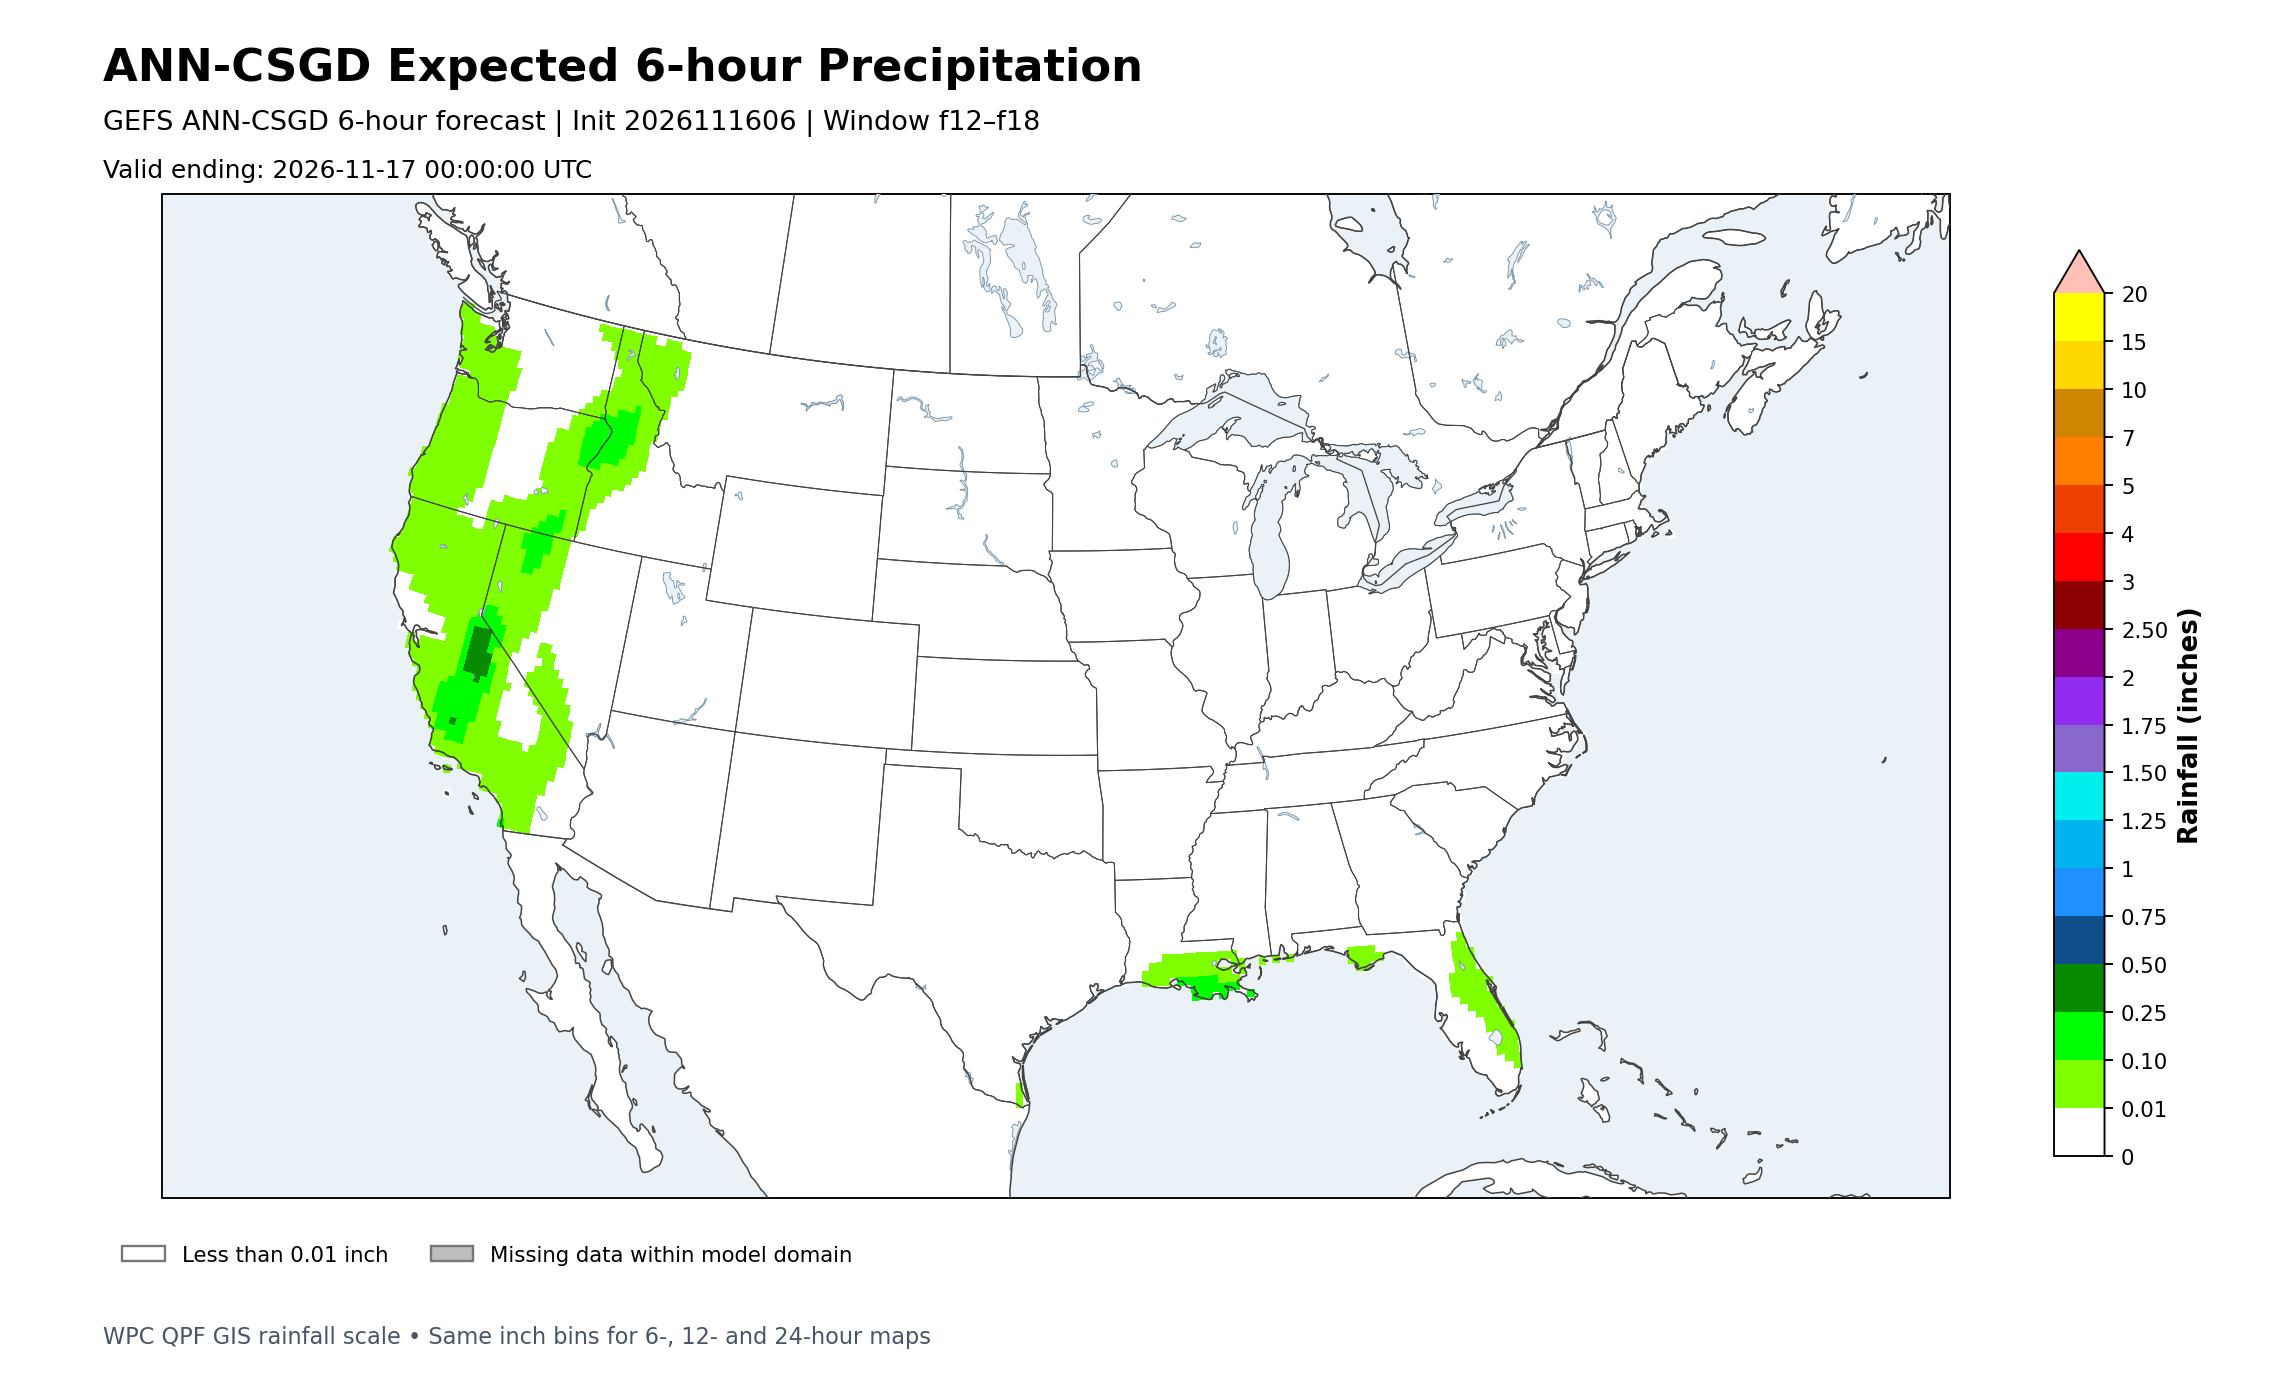 ANN-CSGD Expected 6-hour Precipitation
GEFS ANN-CSGD 6-hour forecast | Init 2026111606 | Window f12–f18
Valid ending: 2026-11-17 00:00:00 UTC
20
15
10
7
5
4
3
2.50
2
1.75
1.50
1.25
1
0.75
0.50
0.25
0.10
0.01
0
Rainfall (inches)
Less than 0.01 inch
Missing data within model domain
WPC QPF GIS rainfall scale • Same inch bins for 6-, 12- and 24-hour maps